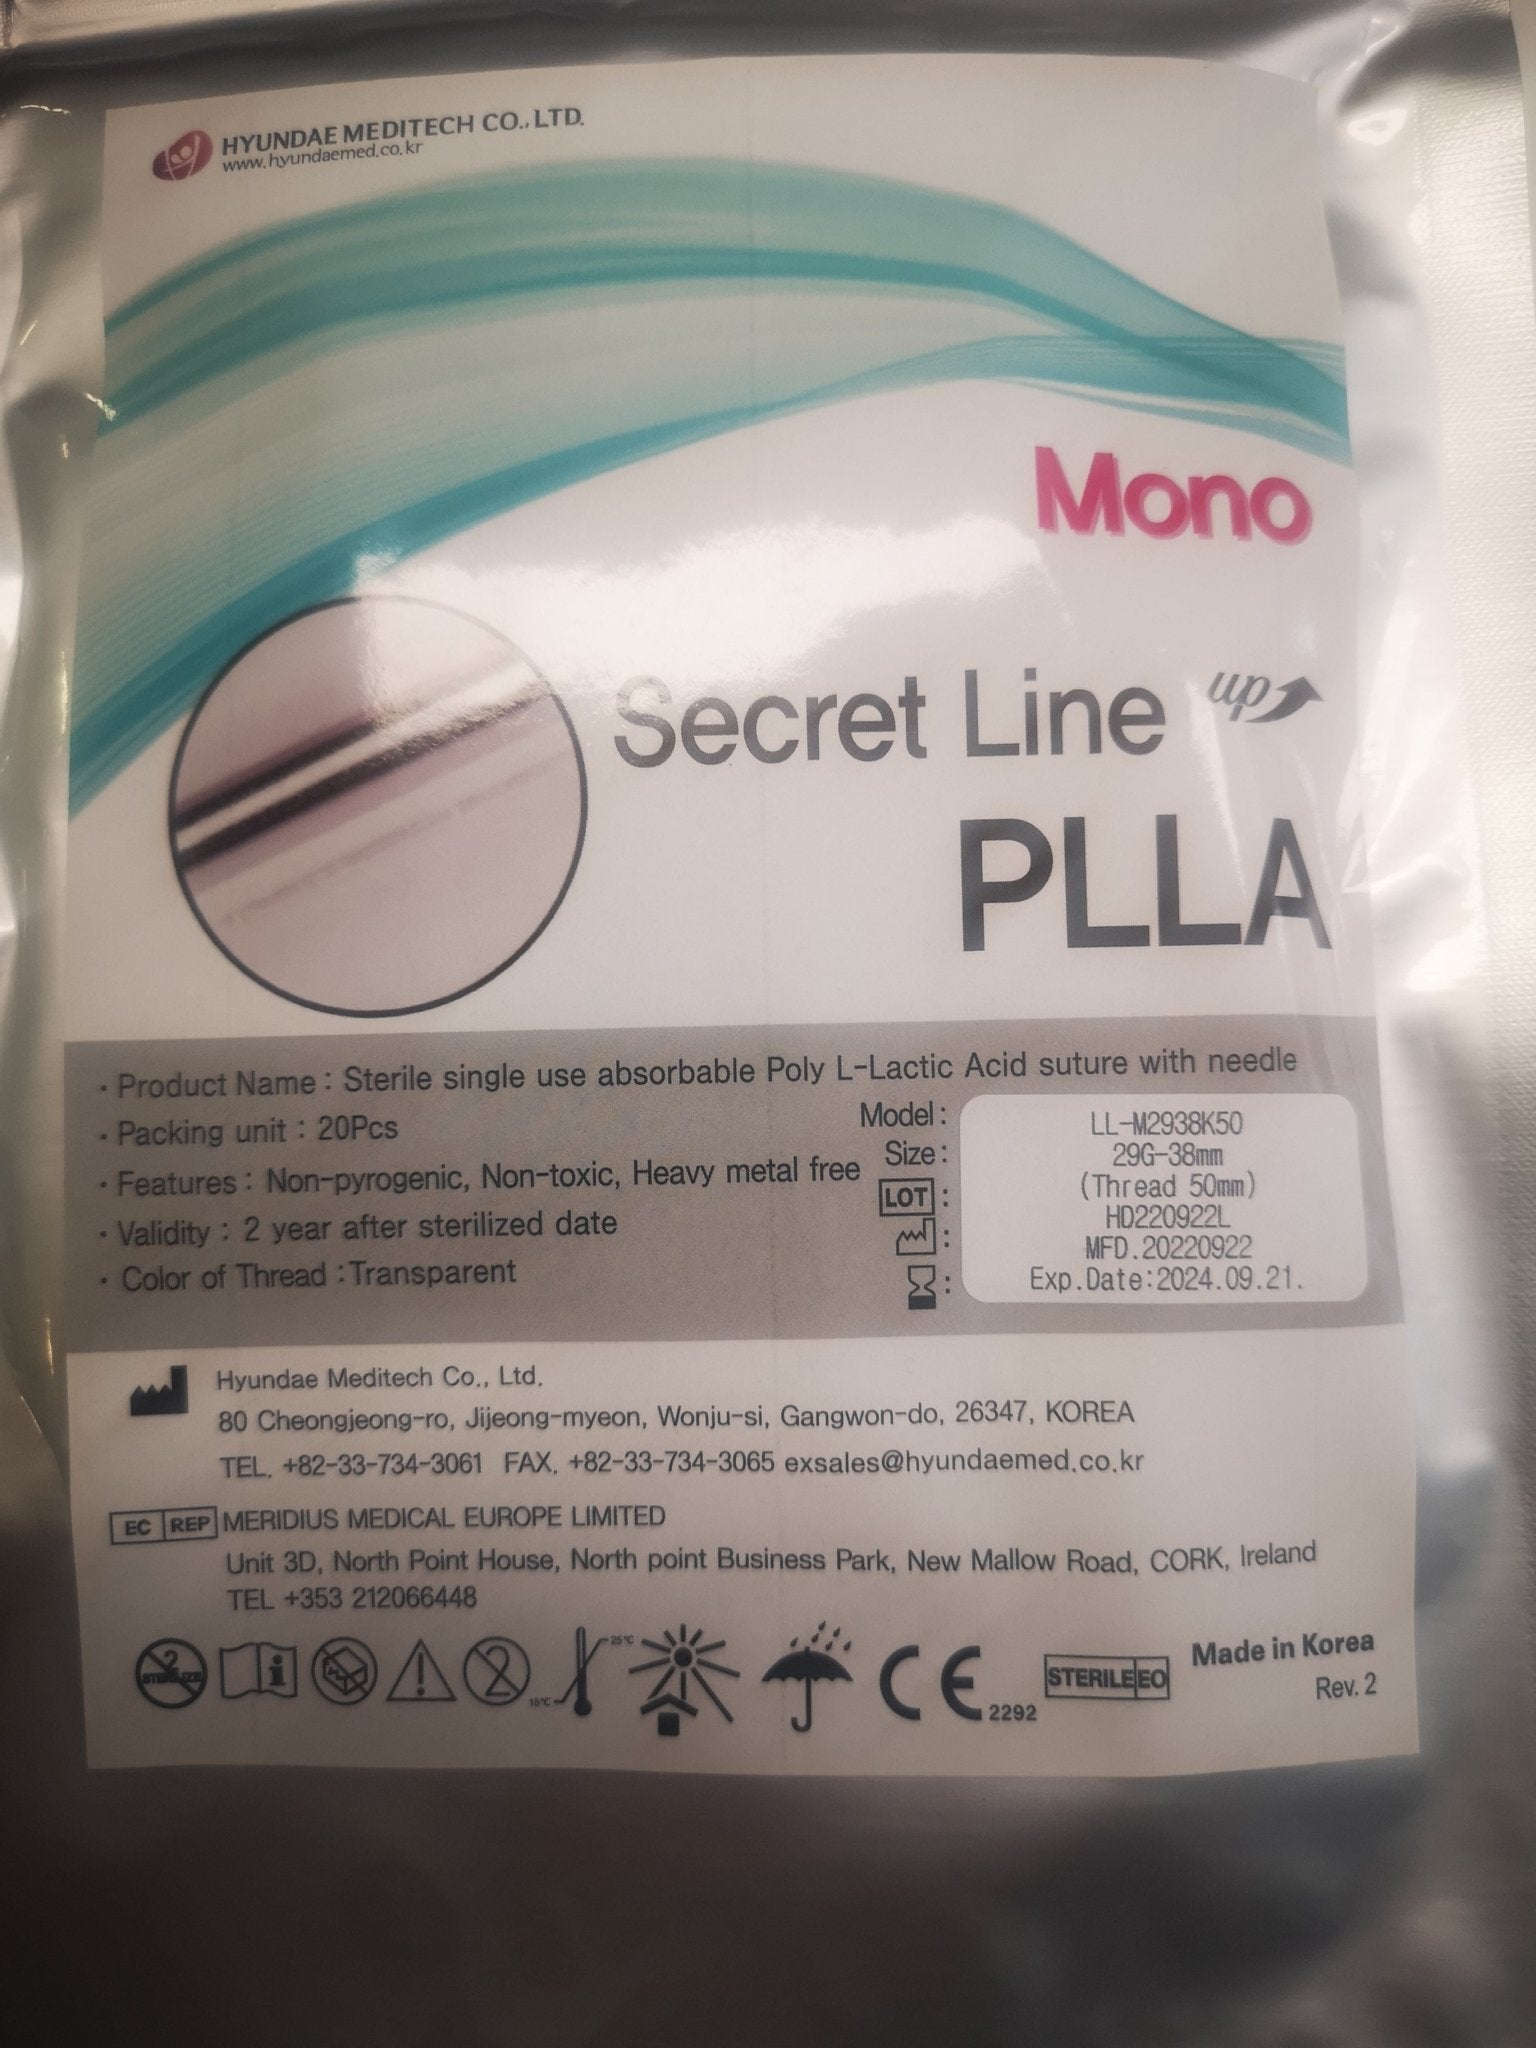 HYUNDAE MEDITECH CO., LTD.
www.hyundaemed.co.kr
Mono
Secret Line up
PLLA
· Product Name : Sterile single use absorbable Poly L-Lactic Acid suture with needle
· Packing unit : 20Pcs
· Features : Non-pyrogenic, Non-toxic, Heavy metal free
· Validity : 2 year after sterilized date
· Color of Thread :Transparent
Model : LL-M2938K50
Size : 29G-38mm
(Thread 50mm)
LOT : HD220922L
: MFD.20220922
: Exp.Date:2024.09.21.
Hyundae Meditech Co., Ltd.
80 Cheongjeong-ro, Jijeong-myeon, Wonju-si, Gangwon-do, 26347, KOREA
TEL. +82-33-734-3061 FAX. +82-33-734-3065 exsales@hyundaemed.co.kr
EC REP MERIDIUS MEDICAL EUROPE LIMITED
Unit 3D, North Point House, North point Business Park, New Mallow Road, CORK, Ireland
TEL +353 212066448
2 STERILIZE i 2 15℃ 25℃ CE 2292 STERILE EO Made in Korea
Rev. 2